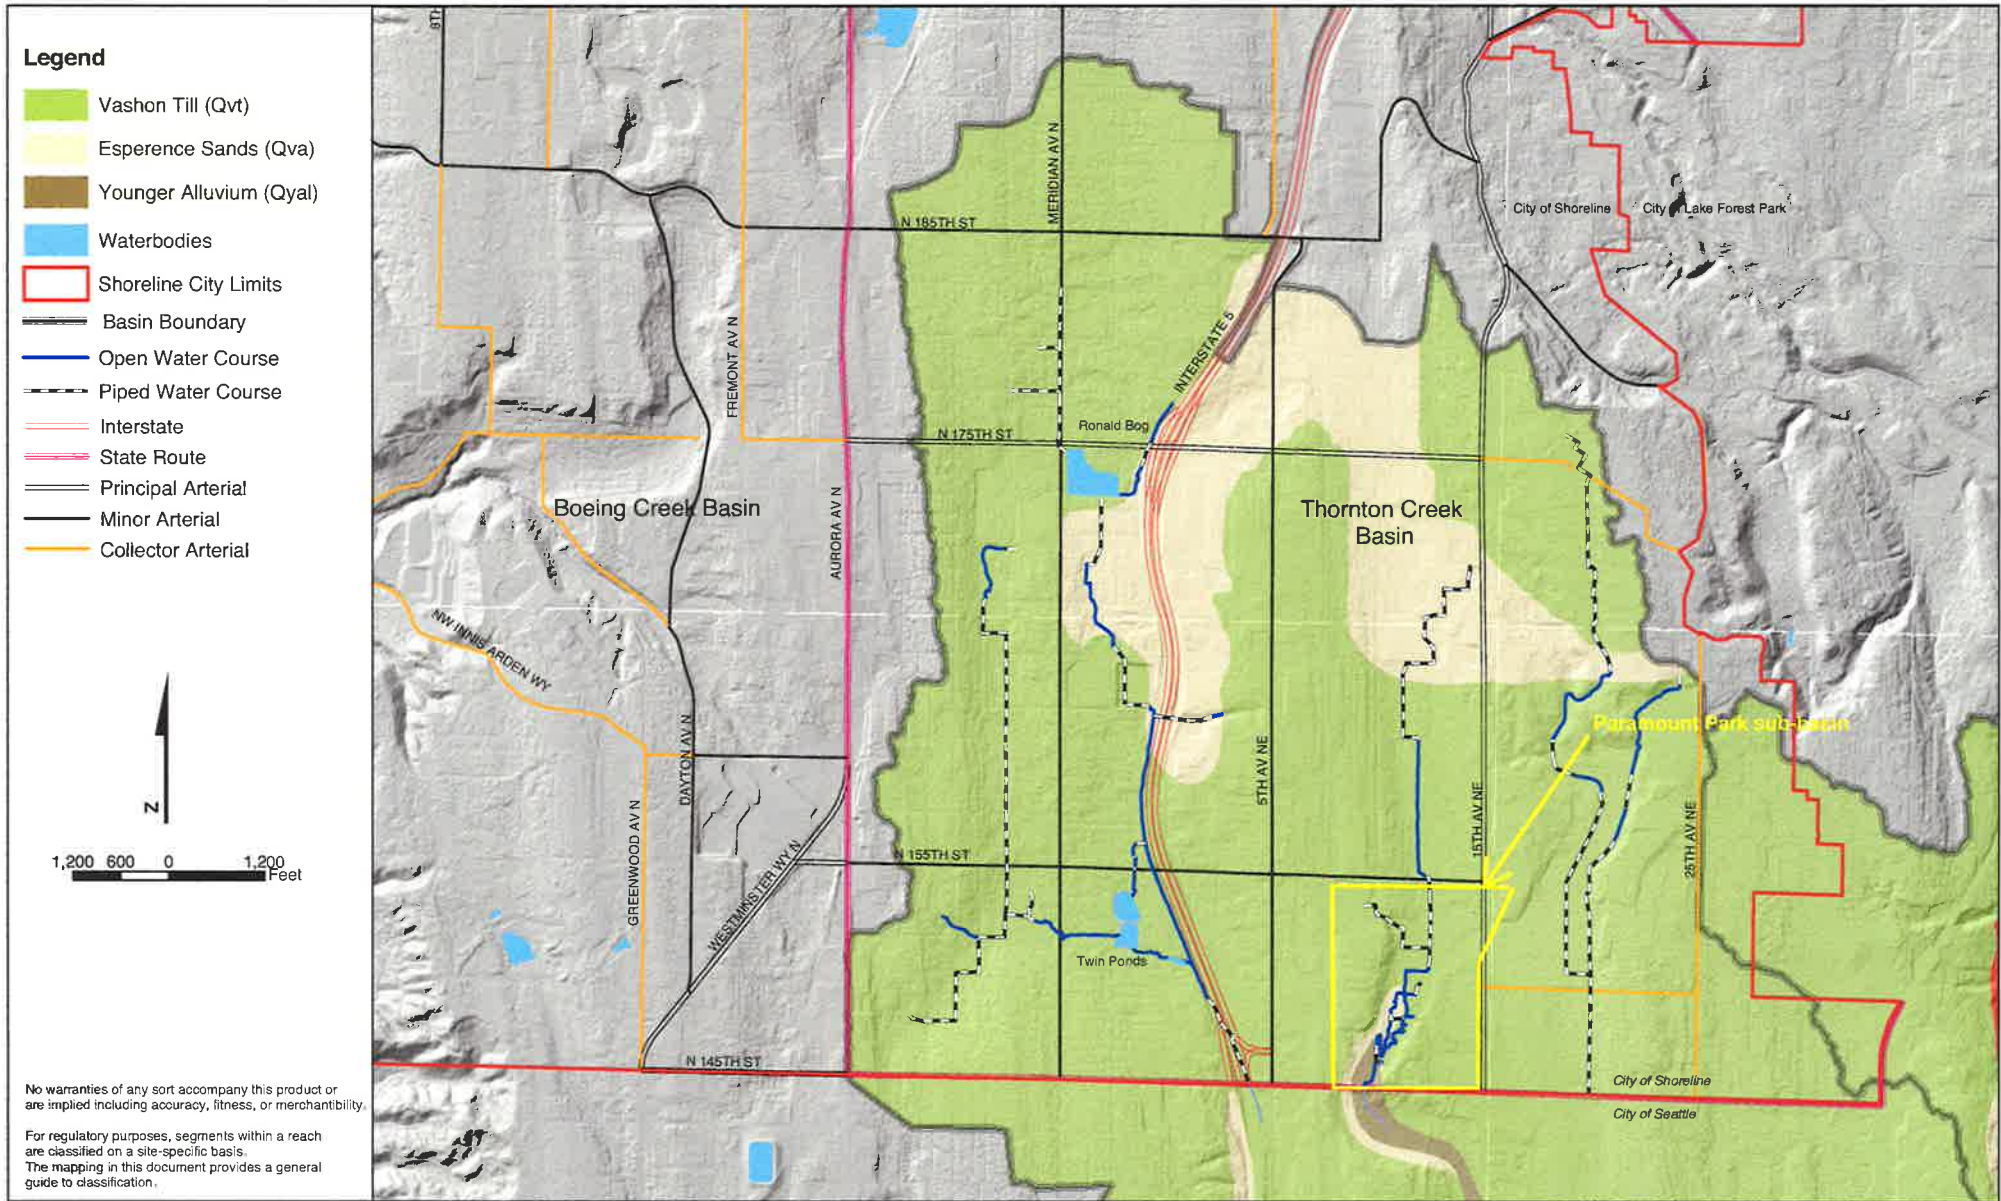 Legend
Vashon Till (Qvt)
Esperence Sands (Qva)
Younger Alluvium (Qyal)
Waterbodies
Shoreline City Limits
Basin Boundary
Open Water Course
Piped Water Course
Interstate
State Route
Principal Arterial
Minor Arterial
Collector Arterial
N
1,200 600 0 1,200
Feet
No warranties of any sort accompany this product or
are implied including accuracy, fitness, or merchantibility.
For regulatory purposes, segments within a reach
are classified on a site-specific basis.
The mapping in this document provides a general
guide to classification.
8TH
MERIDIAN AV N
N 185TH ST
City of Shoreline
City of Lake Forest Park
FREMONT AV N
INTERSTATE 5
Ronald Bog
N 175TH ST
Boeing Creek Basin
AURORA AV N
Thornton Creek
Basin
NW INNIS ARDEN WY
DAYTON AV N
Paramount Park sub-basin
5TH AV NE
15TH AV NE
25TH AV NE
GREENWOOD AV N
WESTMINSTER WY N
N 155TH ST
Twin Ponds
N 145TH ST
City of Shoreline
City of Seattle